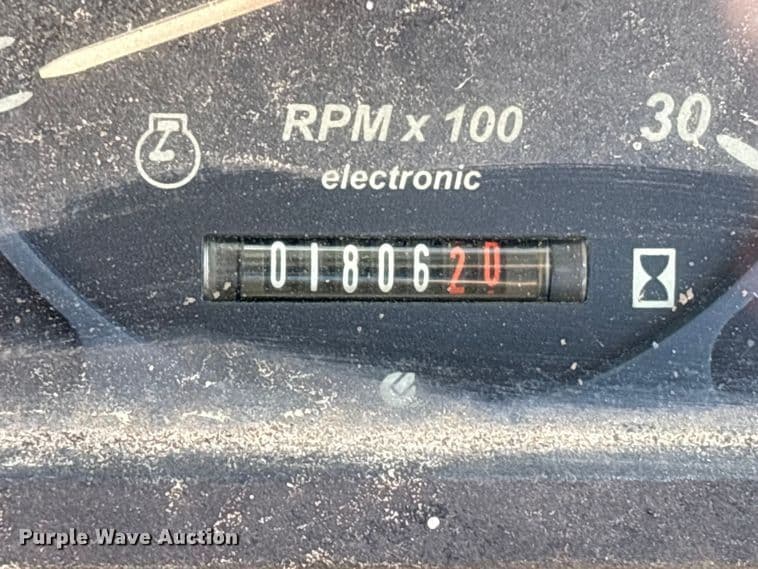 RPM x 100
30
electronic
0180620
Purple Wave Auction